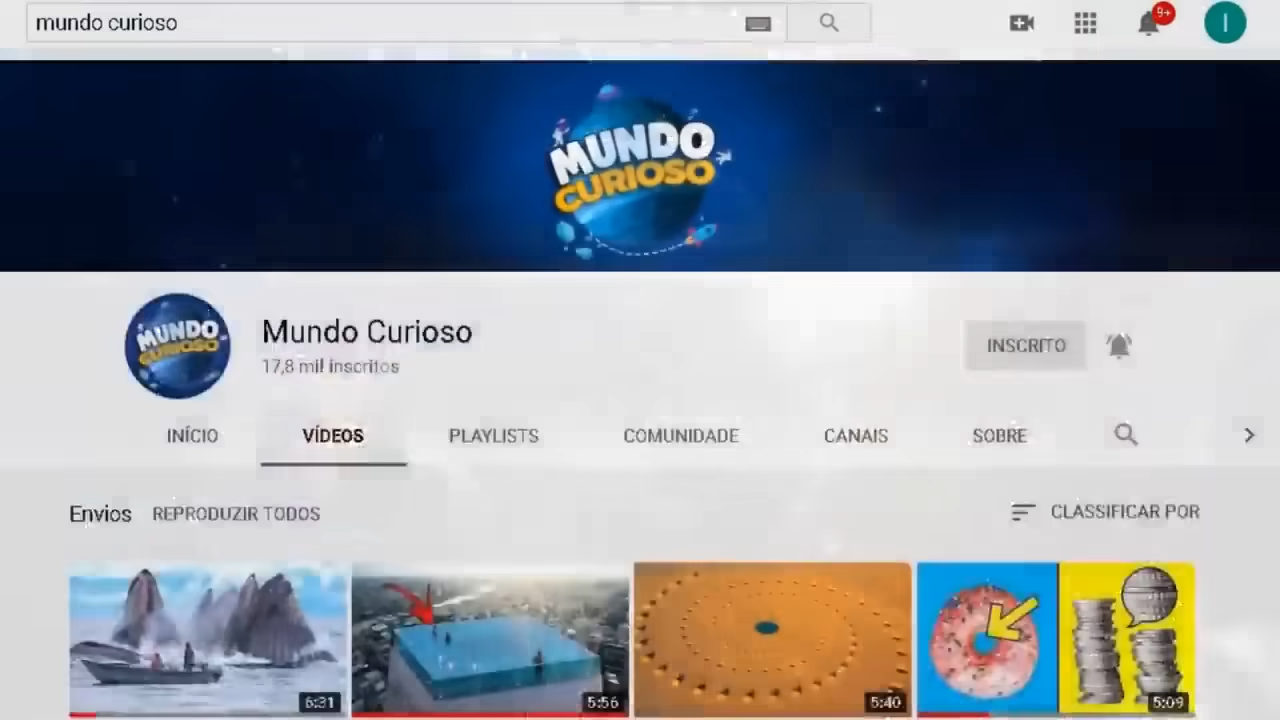 mundo curioso
9+
I
MUNDO
CURIOSO
MUNDO
CURIOSO
Mundo Curioso
17,8 mil inscritos
INSCRITO
INÍCIO
VÍDEOS
PLAYLISTS
COMUNIDADE
CANAIS
SOBRE
Envios
REPRODUZIR TODOS
CLASSIFICAR POR
6:31
5:56
5:40
5:09